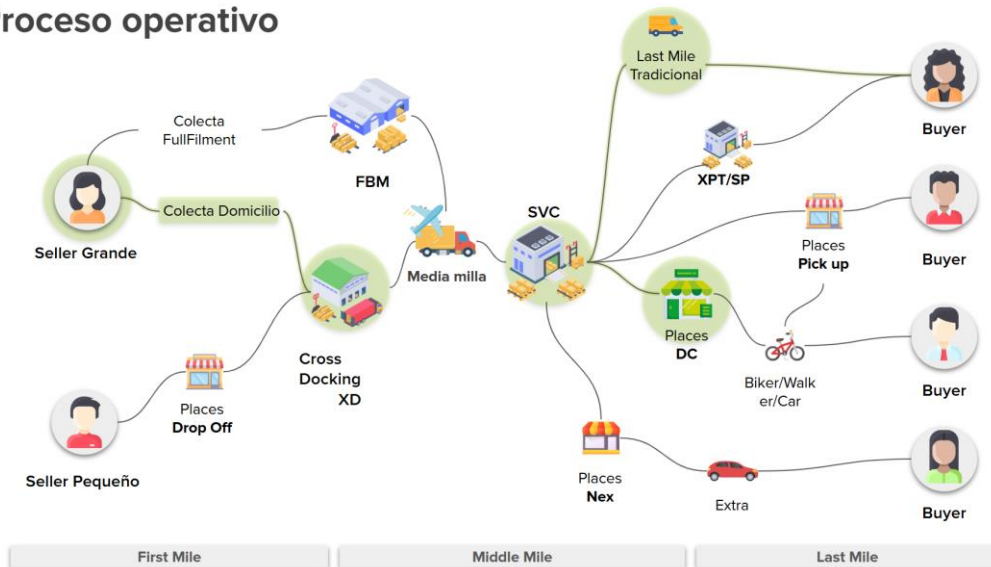 roceso operativo
Colecta
FullFilment
FBM
Seller Grande
Colecta Domicilio
Media milla
Cross
Docking
XD
Places
Drop Off
Seller Pequeño
SVC
Last Mile
Tradicional
XPT/SP
Places
Pick up
Places
DC
Biker/Walk
er/Car
Places
Nex
Extra
Buyer
Buyer
Buyer
Buyer
First Mile
Middle Mile
Last Mile